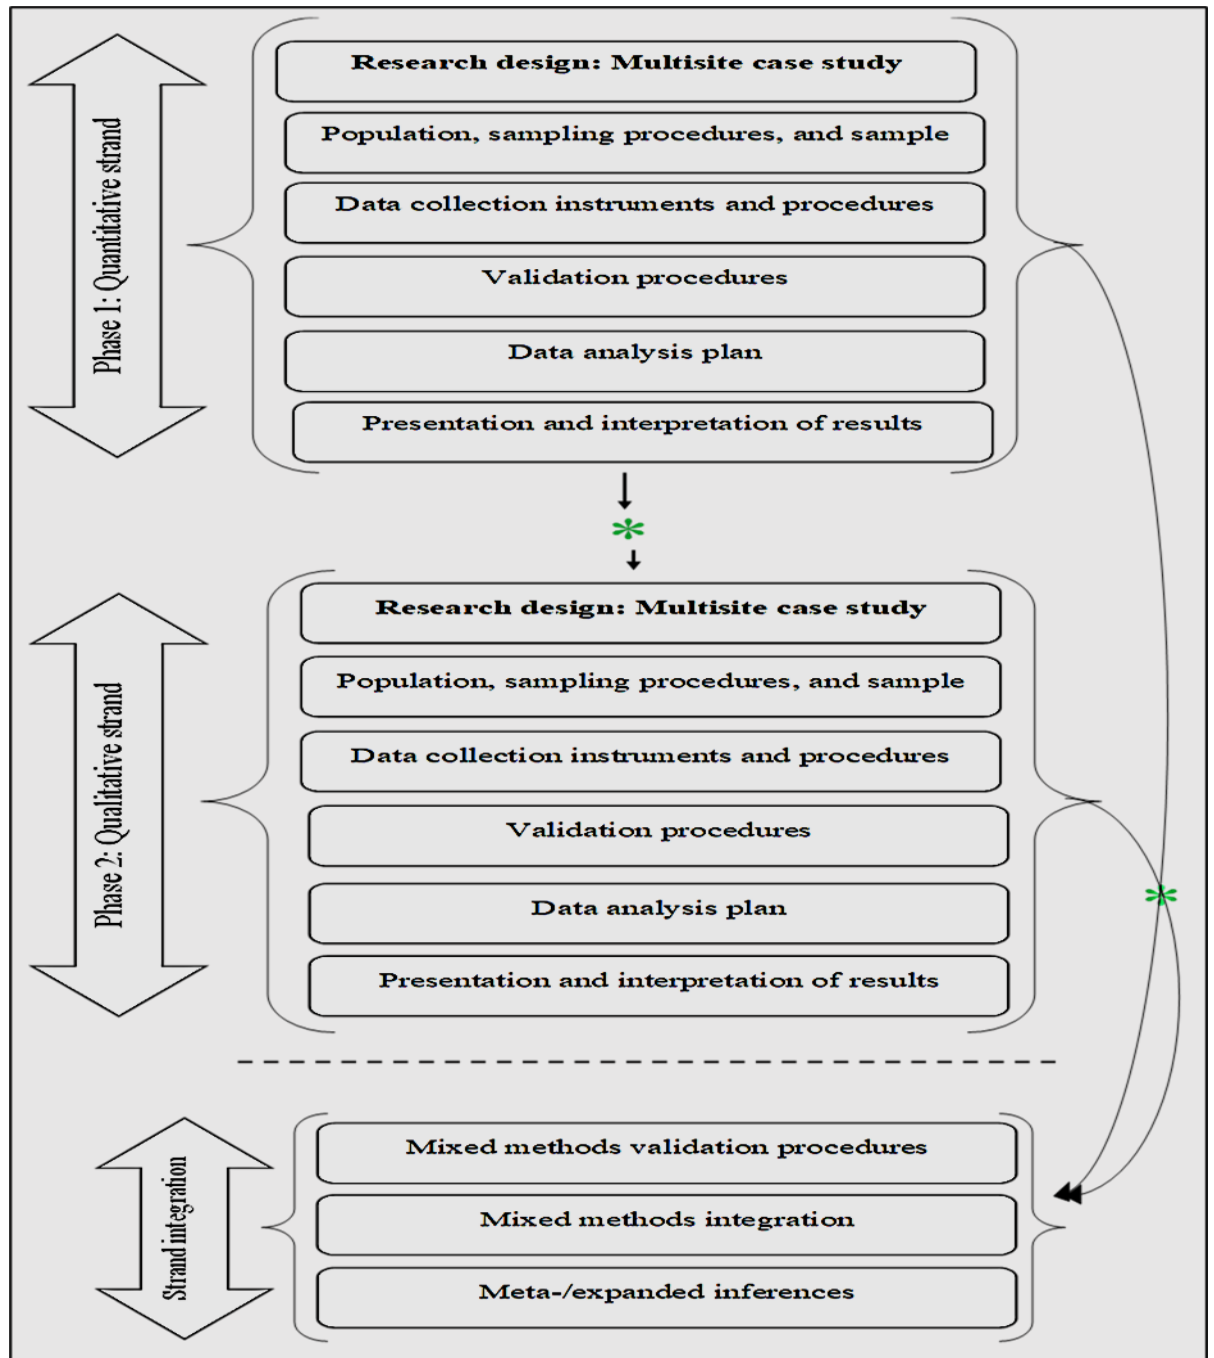 Phase 1: Quantitative strand
Research design: Multisite case study
Population, sampling procedures, and sample
Data collection instruments and procedures
Validation procedures
Data analysis plan
Presentation and interpretation of results
*
Phase 2: Qualitative strand
Research design: Multisite case study
Population, sampling procedures, and sample
Data collection instruments and procedures
Validation procedures
Data analysis plan
Presentation and interpretation of results
*
Strand integration
Mixed methods validation procedures
Mixed methods integration
Meta-/expanded inferences